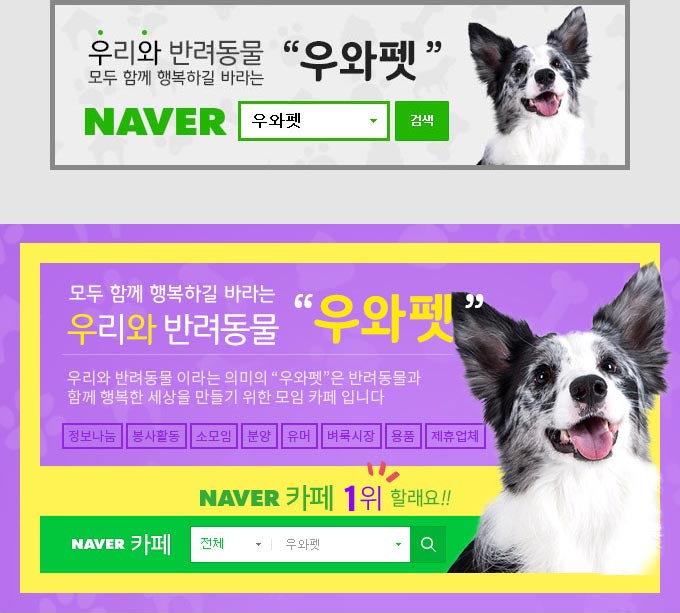 우리와 반려동물 “우와펫”
모두 함께 행복하길 바라는
NAVER 우와펫 검색
모두 함께 행복하길 바라는
우리와 반려동물 “우와펫”
우리와 반려동물 이라는 의미의 “우와펫”은 반려동물과
함께 행복한 세상을 만들기 위한 모임 카페 입니다
정보나눔 봉사활동 소모임 분양 유머 벼룩시장 용품 제휴업체
NAVER 카페 1위 할래요!!
NAVER 카페 전체 우와펫